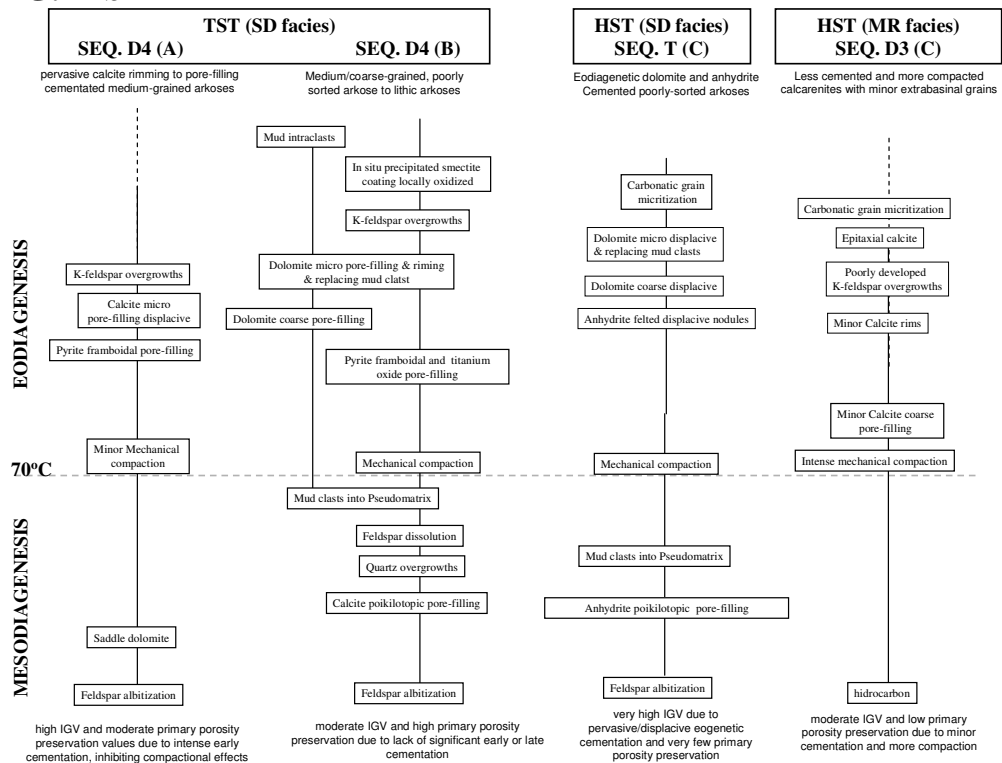 TST (SD facies)
SEQ. D4 (A)
SEQ. D4 (B)
HST (SD facies)
SEQ. T (C)
HST (MR facies)
SEQ. D3 (C)
pervasive calcite rimming to pore-filling
cementated medium-grained arkoses
Medium/coarse-grained, poorly
sorted arkose to lithic arkoses
Eodiagenetic dolomite and anhydrite
Cemented poorly-sorted arkoses
Less cemented and more compacted
calcarenites with minor extrabasinal grains
EODIAGENESIS
70ºC
MESODIAGENESIS
K-feldspar overgrowths
Calcite micro
pore-filling displacive
Pyrite framboidal pore-filling
Minor Mechanical
compaction
Saddle dolomite
Feldspar albitization
high IGV and moderate primary porosity
preservation values due to intense early
cementation, inhibiting compactional effects
Mud intraclasts
In situ precipitated smectite
coating locally oxidized
K-feldspar overgrowths
Dolomite micro pore-filling & riming
& replacing mud clatst
Dolomite coarse pore-filling
Pyrite framboidal and titanium
oxide pore-filling
Mechanical compaction
Mud clasts into Pseudomatrix
Feldspar dissolution
Quartz overgrowths
Calcite poikilotopic pore-filling
Feldspar albitization
moderate IGV and high primary porosity
preservation due to lack of significant early or late
cementation
Carbonatic grain
micritization
Dolomite micro displacive
& replacing mud clasts
Dolomite coarse displacive
Anhydrite felted displacive nodules
Mechanical compaction
Mud clasts into Pseudomatrix
Anhydrite poikilotopic pore-filling
Feldspar albitization
very high IGV due to
pervasive/displacive eogenetic
cementation and very few primary
porosity preservation
Carbonatic grain micritization
Epitaxial calcite
Poorly developed
K-feldspar overgrowths
Minor Calcite rims
Minor Calcite coarse
pore-filling
Intense mechanical compaction
hidrocarbon
moderate IGV and low primary
porosity preservation due to minor
cementation and more compaction